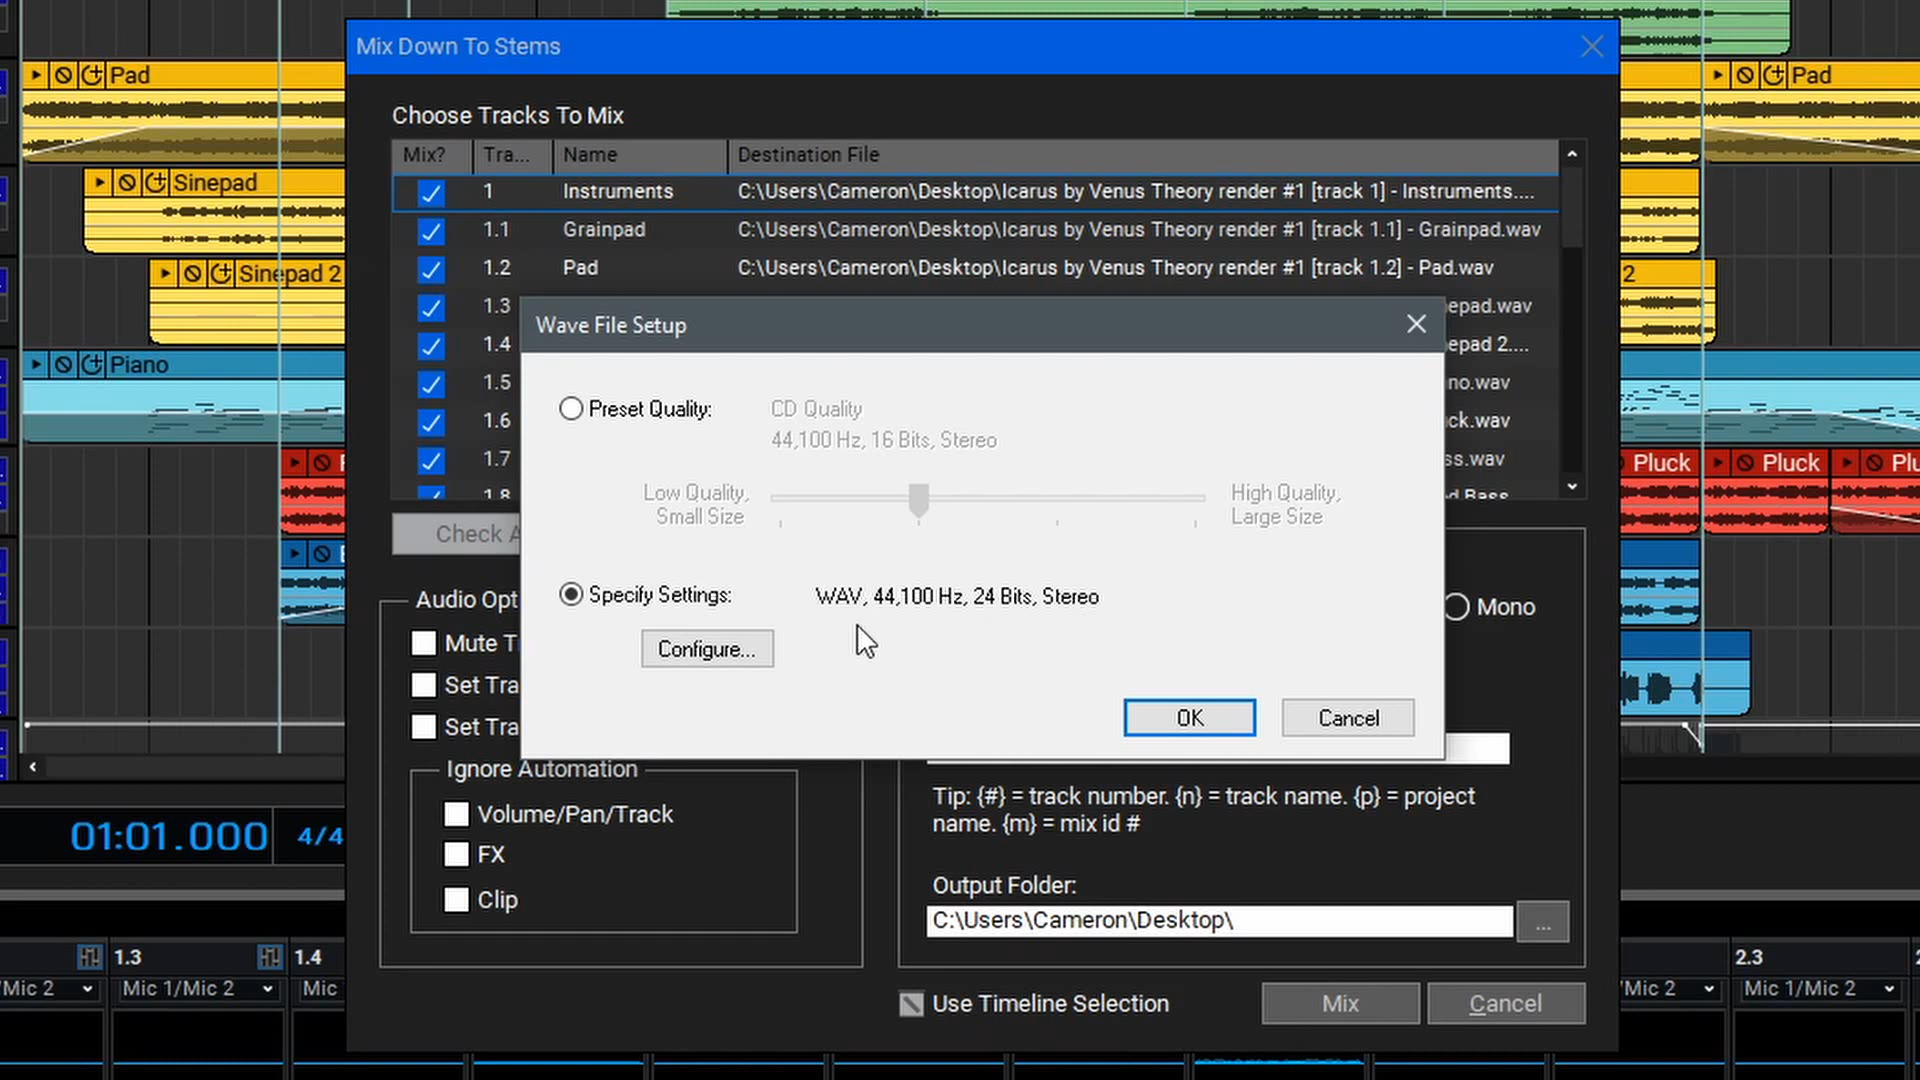 Mix Down To Stems
Pad
Pad
Choose Tracks To Mix
Mix? Tra... Name Destination File
Sinepad
1 Instruments C:\Users\Cameron\Desktop\Icarus by Venus Theory render #1 [track 1] - Instruments....
1.1 Grainpad C:\Users\Cameron\Desktop\Icarus by Venus Theory render #1 [track 1.1] - Grainpad.wav
Sinepad 2
2
1.2 Pad C:\Users\Cameron\Desktop\Icarus by Venus Theory render #1 [track 1.2] - Pad.wav
1.3 epad.wav
Wave File Setup
1.4 epad 2....
Piano
1.5 no.wav
Preset Quality: CD Quality
44,100 Hz, 16 Bits, Stereo
1.6 ck.wav
1.7 ss.wav
Pluck Pluck Plu
Low Quality, Small Size
High Quality, Large Size
1.8 d Bass
Check A
Specify Settings: WAV, 44,100 Hz, 24 Bits, Stereo
Audio Opt
Mono
Mute T
Configure...
Set Tra
Set Tra
OK Cancel
Ignore Automation
Volume/Pan/Track
FX
Clip
Tip: {#} = track number. {n} = track name. {p} = project
name. {m} = mix id #
01:01.000 4/4
Output Folder:
C:\Users\Cameron\Desktop\ ...
1.3 1.4 2.3
/Mic 2 Mic 1/Mic 2 Mic /Mic 2 Mic 1/Mic 2
Use Timeline Selection Mix Cancel